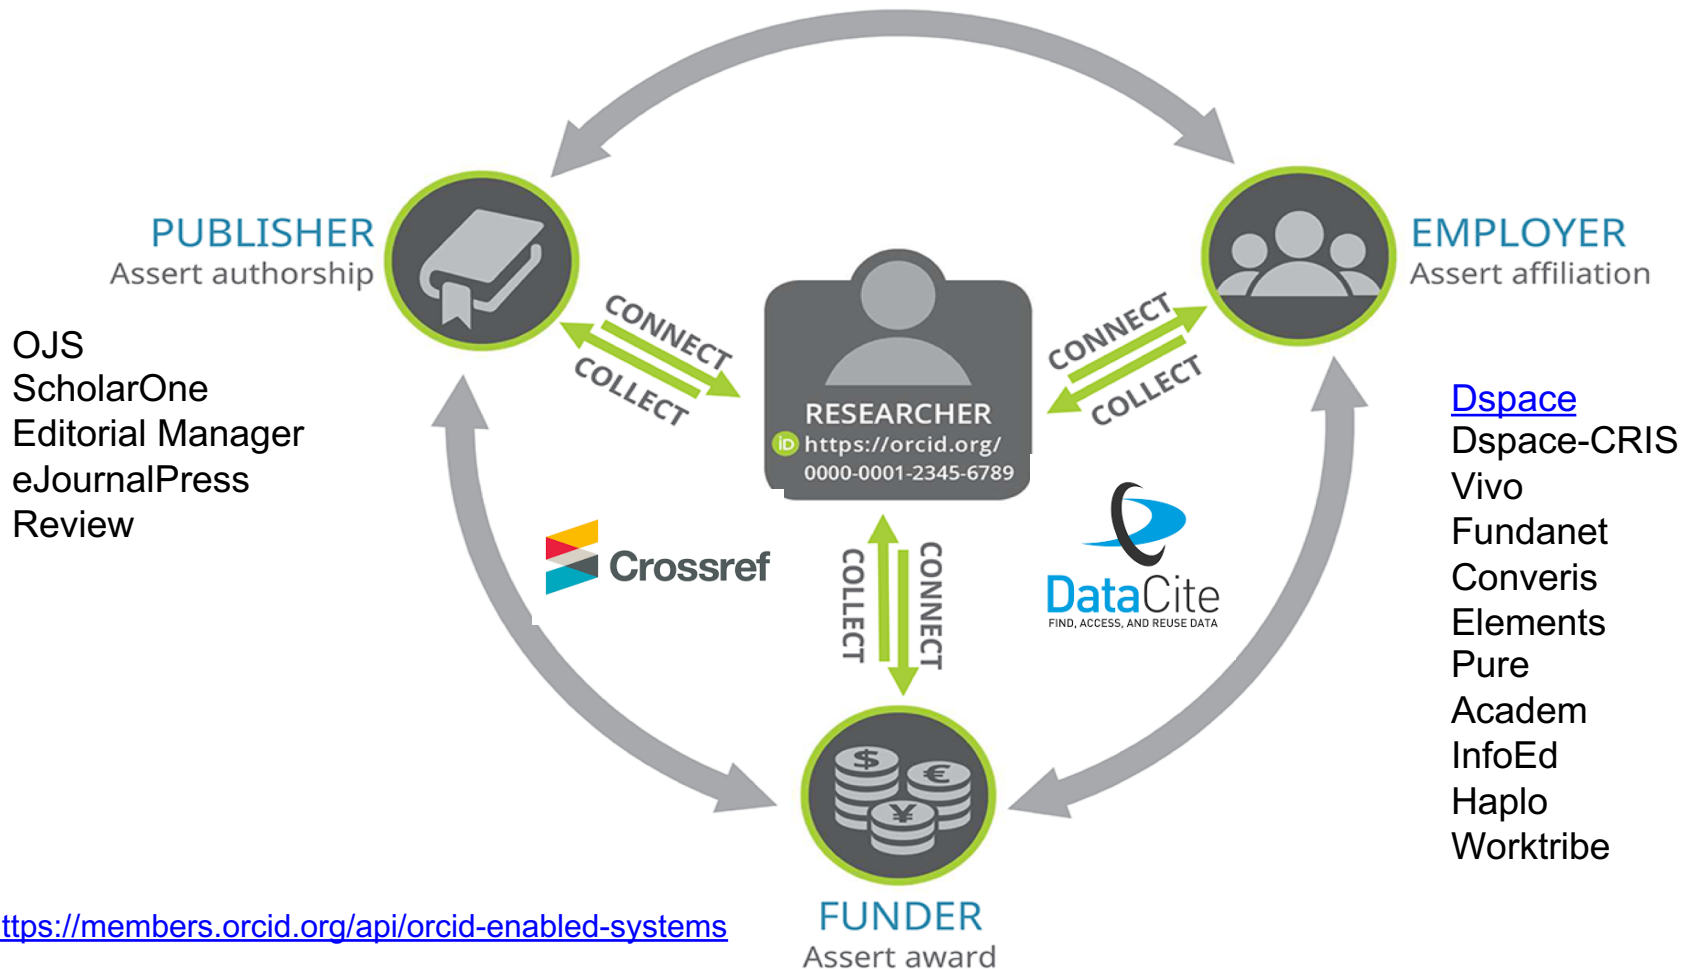 PUBLISHER
Assert authorship
OJS
ScholarOne
Editorial Manager
eJournalPress
Review
CONNECT
COLLECT
RESEARCHER
iD https://orcid.org/
0000-0001-2345-6789
CONNECT
COLLECT
EMPLOYER
Assert affiliation
Dspace
Dspace-CRIS
Vivo
Fundanet
Converis
Elements
Pure
Academ
InfoEd
Haplo
Worktribe
Crossref
COLLECT
CONNECT
DataCite
FIND, ACCESS, AND REUSE DATA
$
€
¥
FUNDER
Assert award
ttps://members.orcid.org/api/orcid-enabled-systems